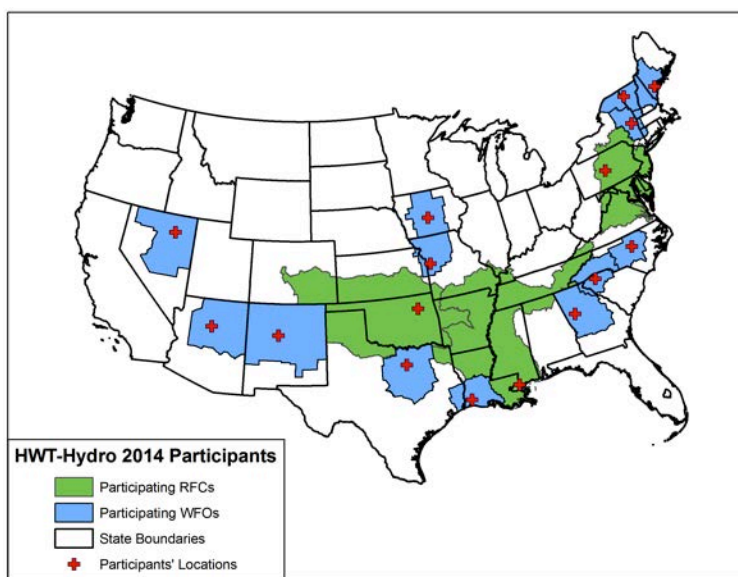 HWT-Hydro 2014 Participants
Participating RFCs
Participating WFOs
State Boundaries
Participants' Locations